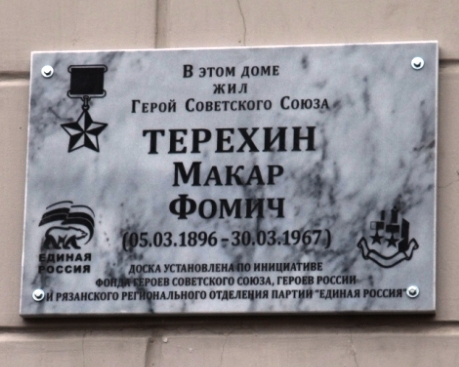 В этом доме
жил
Герой Советского Союза
ТЕРЕХИН
Макар
Фомич
(05.03.1896 - 30.03.1967)
ЕДИНАЯ
РОССИЯ
ДОСКА УСТАНОВЛЕНА ПО ИНИЦИАТИВЕ
ФОНДА ГЕРОЕВ СОВЕТСКОГО СОЮЗА, ГЕРОЕВ РОССИИ
И РЯЗАНСКОГО РЕГИОНАЛЬНОГО ОТДЕЛЕНИЯ ПАРТИИ "ЕДИНАЯ РОССИЯ"